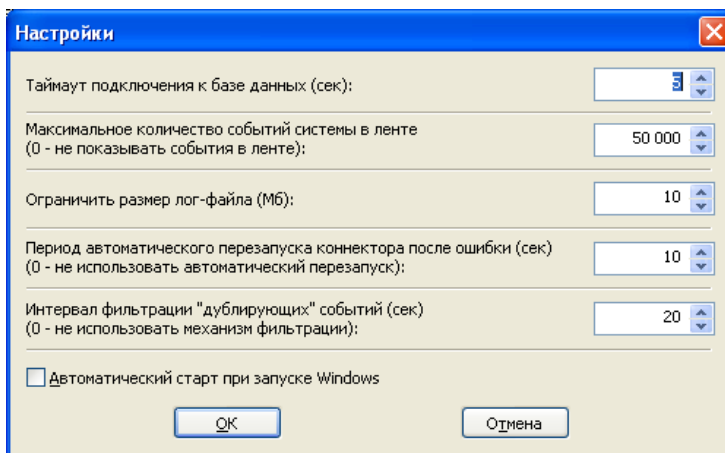 Настройки
Таймаут подключения к базе данных (сек):
5
Максимальное количество событий системы в ленте
(0 - не показывать события в ленте):
50 000
Ограничить размер лог-файла (Мб):
10
Период автоматического перезапуска коннектора после ошибки (сек)
(0 - не использовать автоматический перезапуск):
10
Интервал фильтрации "дублирующих" событий (сек)
(0 - не использовать механизм фильтрации):
20
Автоматический старт при запуске Windows
OK
Отмена